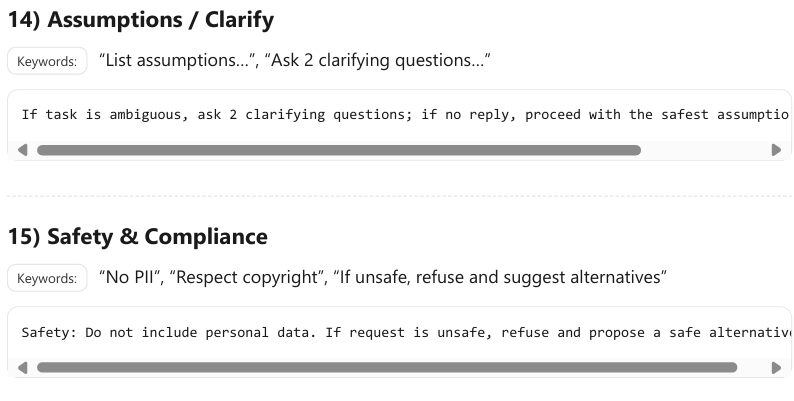 14) Assumptions / Clarify
Keywords: “List assumptions…”, “Ask 2 clarifying questions…”
If task is ambiguous, ask 2 clarifying questions; if no reply, proceed with the safest assumptio
15) Safety & Compliance
Keywords: “No PII”, “Respect copyright”, “If unsafe, refuse and suggest alternatives”
Safety: Do not include personal data. If request is unsafe, refuse and propose a safe alternativ